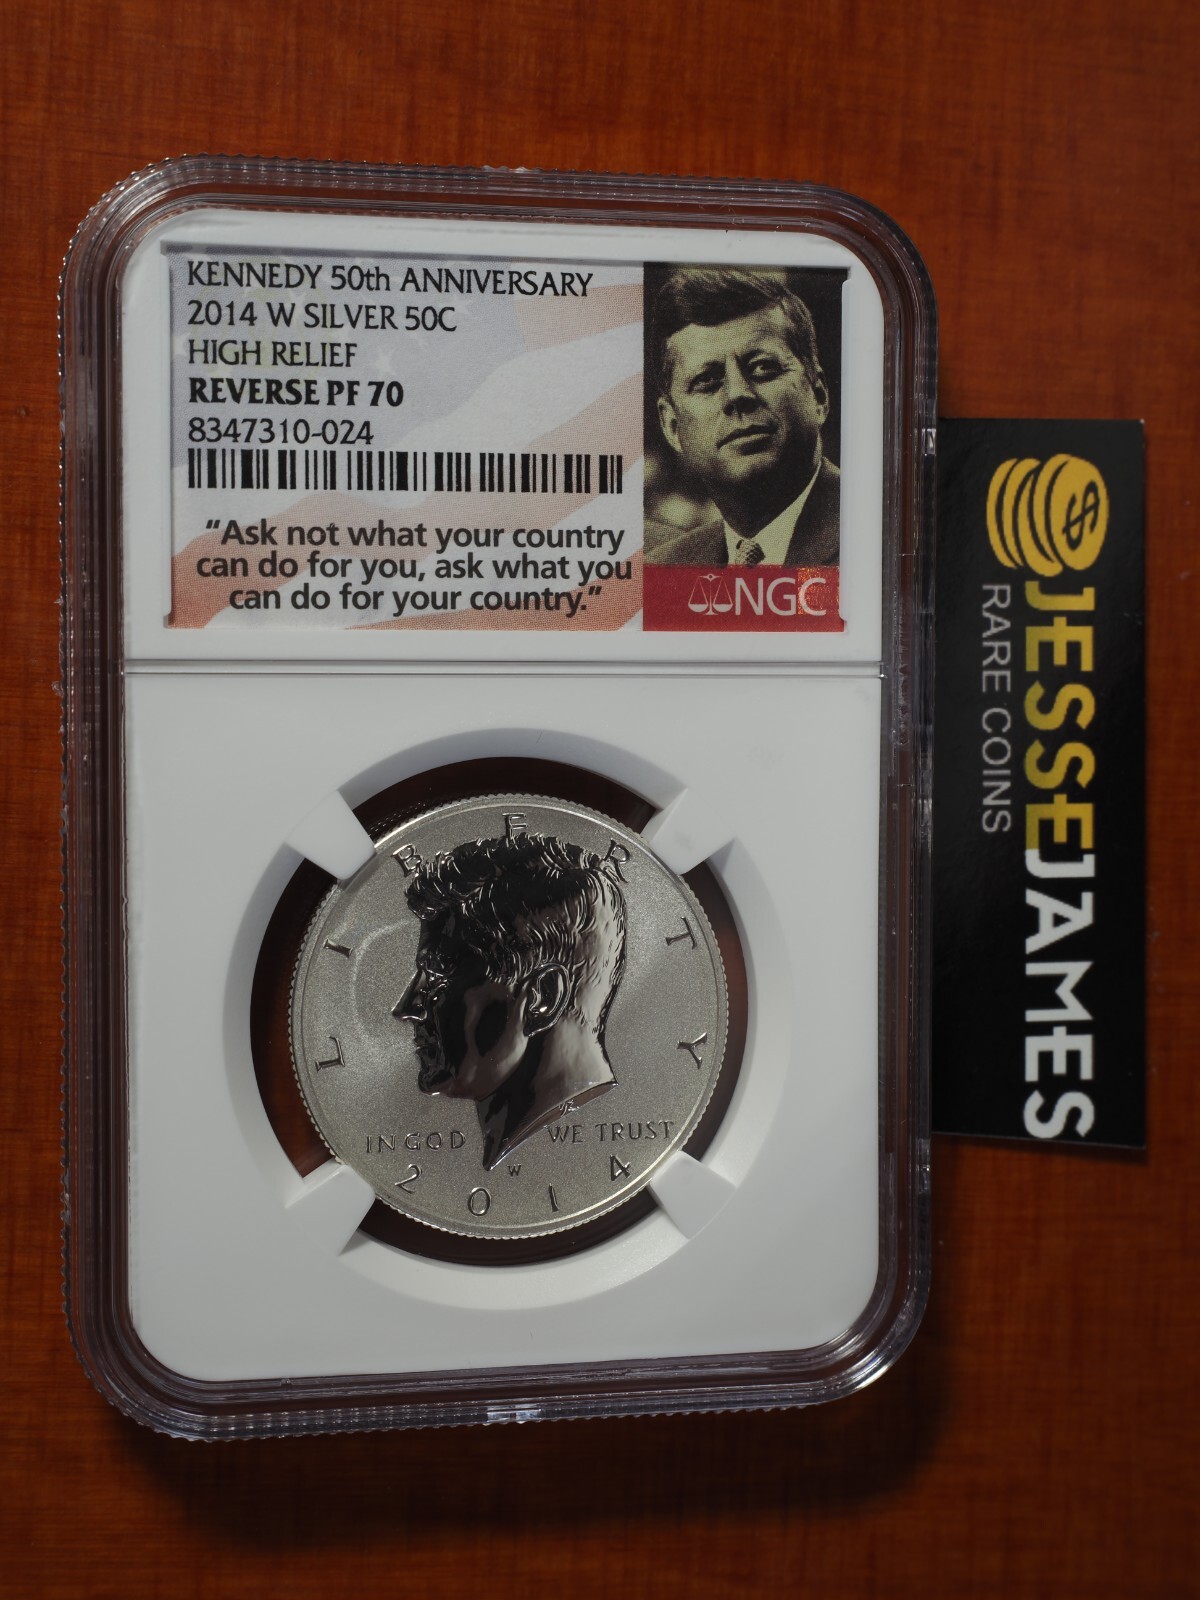 KENNEDY 50th ANNIVERSARY
2014 W SILVER 50C
HIGH RELIEF
REVERSE PF 70
8347310-024
"Ask not what your country
can do for you, ask what you
can do for your country."
NGC
LIBERTY
IN GOD WE TRUST
W
2014
$
JESSEJAMES
RARE COINS